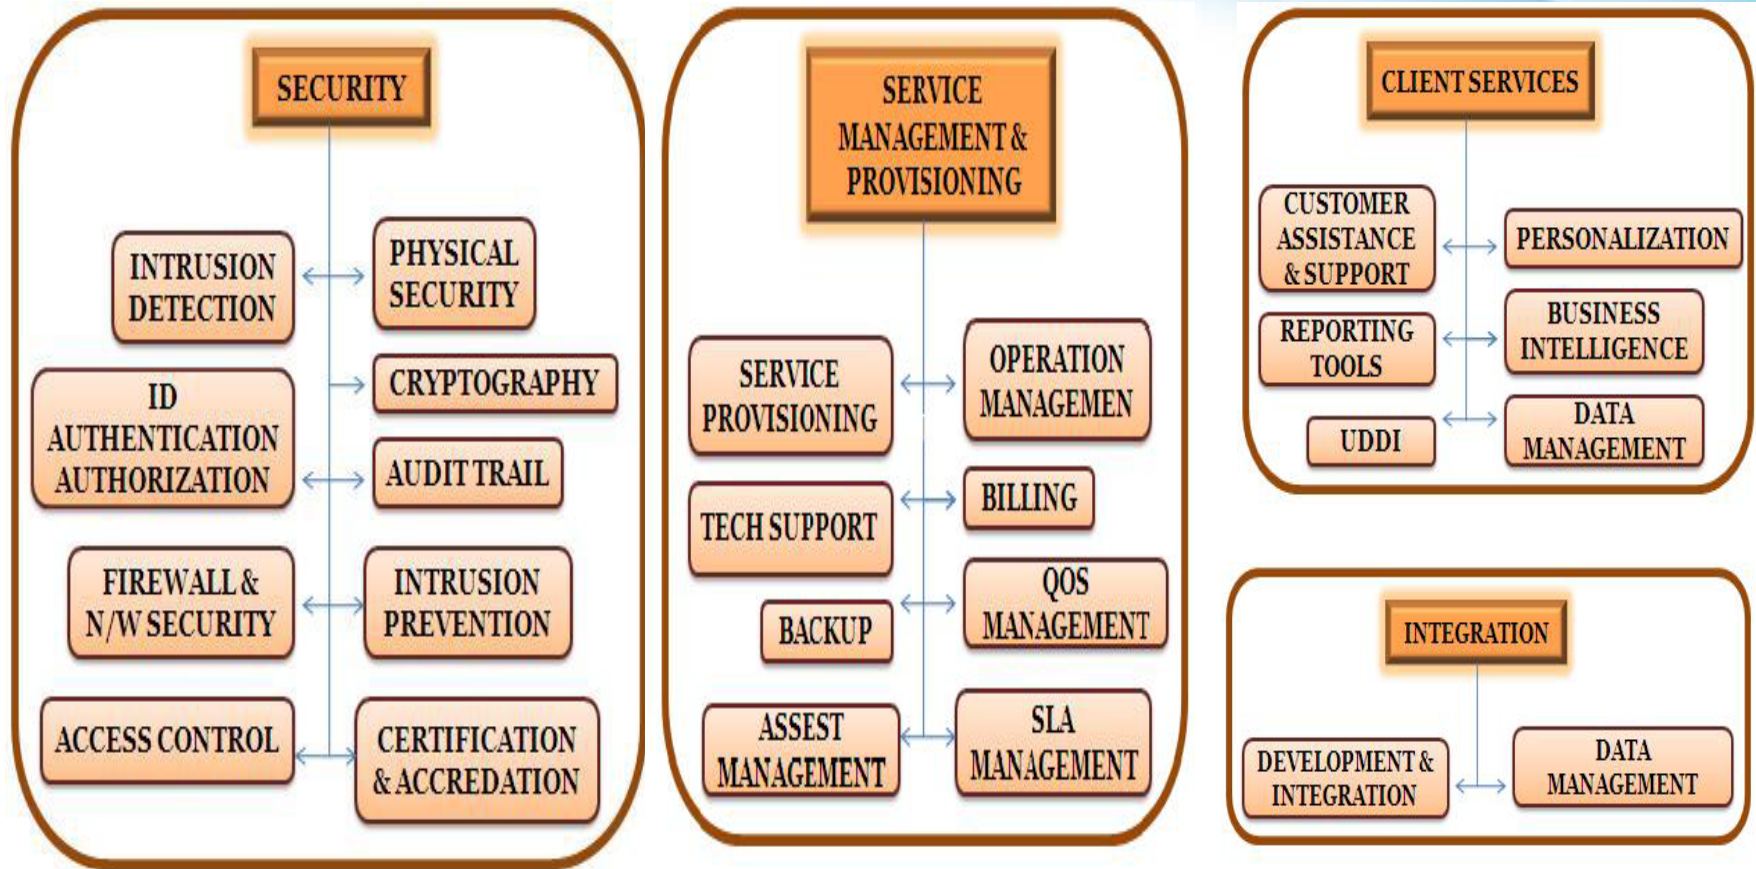 SECURITY
INTRUSION
DETECTION
PHYSICAL
SECURITY
CRYPTOGRAPHY
ID
AUTHENTICATION
AUTHORIZATION
AUDIT TRAIL
FIREWALL &
N/W SECURITY
INTRUSION
PREVENTION
ACCESS CONTROL
CERTIFICATION
& ACCREDATION
SERVICE
MANAGEMENT &
PROVISIONING
SERVICE
PROVISIONING
OPERATION
MANAGEMEN
TECH SUPPORT
BILLING
BACKUP
QOS
MANAGEMENT
ASSEST
MANAGEMENT
SLA
MANAGEMENT
CLIENT SERVICES
CUSTOMER
ASSISTANCE
& SUPPORT
PERSONALIZATION
REPORTING
TOOLS
BUSINESS
INTELLIGENCE
UDDI
DATA
MANAGEMENT
INTEGRATION
DEVELOPMENT &
INTEGRATION
DATA
MANAGEMENT